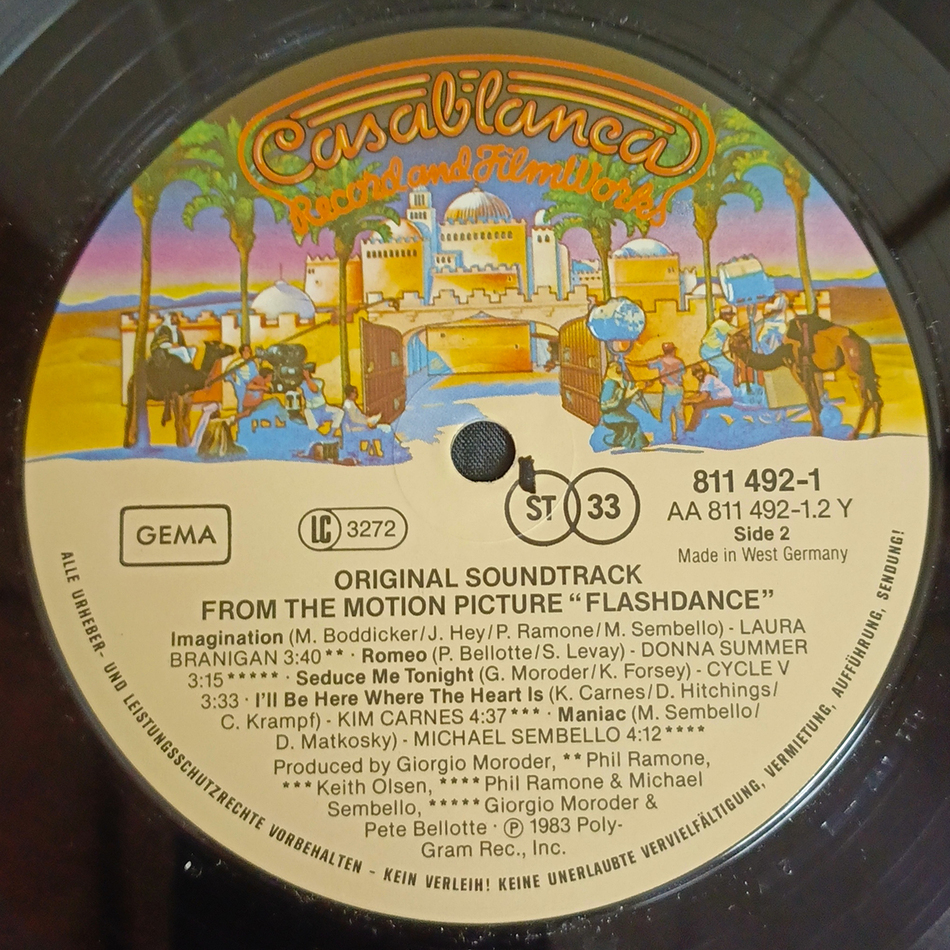 Casablanca
Record and FilmWorks
GEMA
LC 3272
ST 33
811 492-1
AA 811 492-1.2 Y
Side 2
Made in West Germany
ORIGINAL SOUNDTRACK
FROM THE MOTION PICTURE “FLASHDANCE”
Imagination (M. Boddicker/J. Hey/P. Ramone/M. Sembello) - LAURA
BRANIGAN 3:40** · Romeo (P. Bellotte/S. Levay) - DONNA SUMMER
3:15***** · Seduce Me Tonight (G. Moroder/K. Forsey) - CYCLE V
3:33 · I’ll Be Here Where The Heart Is (K. Carnes/D. Hitchings/
C. Krampf) - KIM CARNES 4:37*** · Maniac (M. Sembello/
D. Matkosky) - MICHAEL SEMBELLO 4:12****
Produced by Giorgio Moroder, **Phil Ramone,
***Keith Olsen, ****Phil Ramone & Michael
Sembello, *****Giorgio Moroder &
Pete Bellotte · Ⓟ 1983 Poly-
Gram Rec., Inc.
ALLE URHEBER- UND LEISTUNGSSCHUTZRECHTE VORBEHALTEN - KEIN VERLEIH! KEINE UNERLAUBTE VERVIELFÄLTIGUNG, VERMIETUNG, AUFFÜHRUNG, SENDUNG!